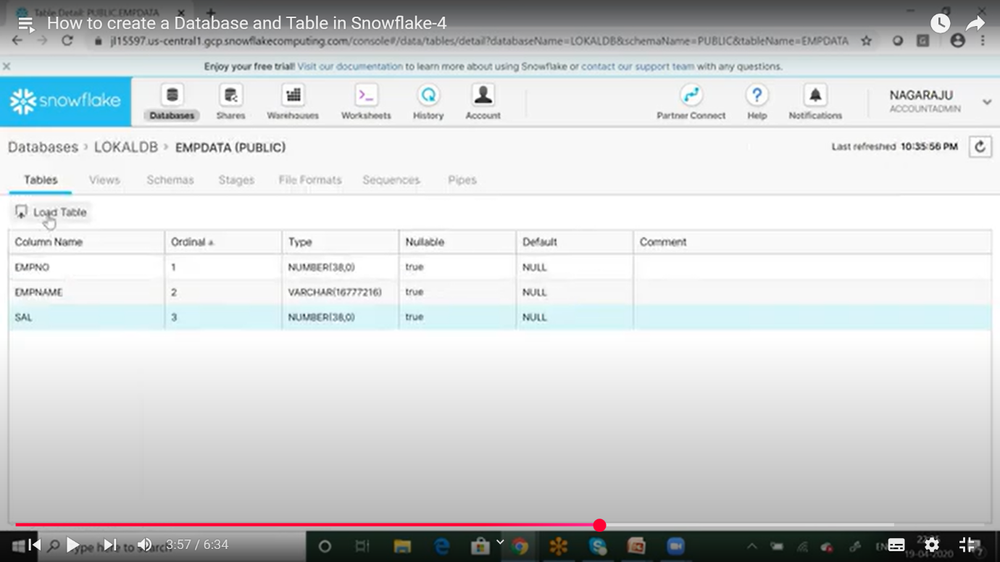 Table Detail: PUBLIC.EMPDATA
How to create a Database and Table in Snowflake-4
jl15597.us-central1.gcp.snowflakecomputing.com/console#/data/tables/detail?databaseName=LOKALDB&schemaName=PUBLIC&tableName=EMPDATA
Enjoy your free trial! Visit our documentation to learn more about using Snowflake or contact our support team with any questions.
snowflake
Databases Shares Warehouses Worksheets History Account Partner Connect Help Notifications
NAGARAJU
ACCOUNTADMIN
Databases > LOKALDB > EMPDATA (PUBLIC)
Last refreshed 10:35:56 PM
Tables Views Schemas Stages File Formats Sequences Pipes
Load Table
Column Name Ordinal Type Nullable Default Comment
EMPNO 1 NUMBER(38,0) true NULL
EMPNAME 2 VARCHAR(16777216) true NULL
SAL 3 NUMBER(38,0) true NULL
3:57 / 6:34
19-04-2020